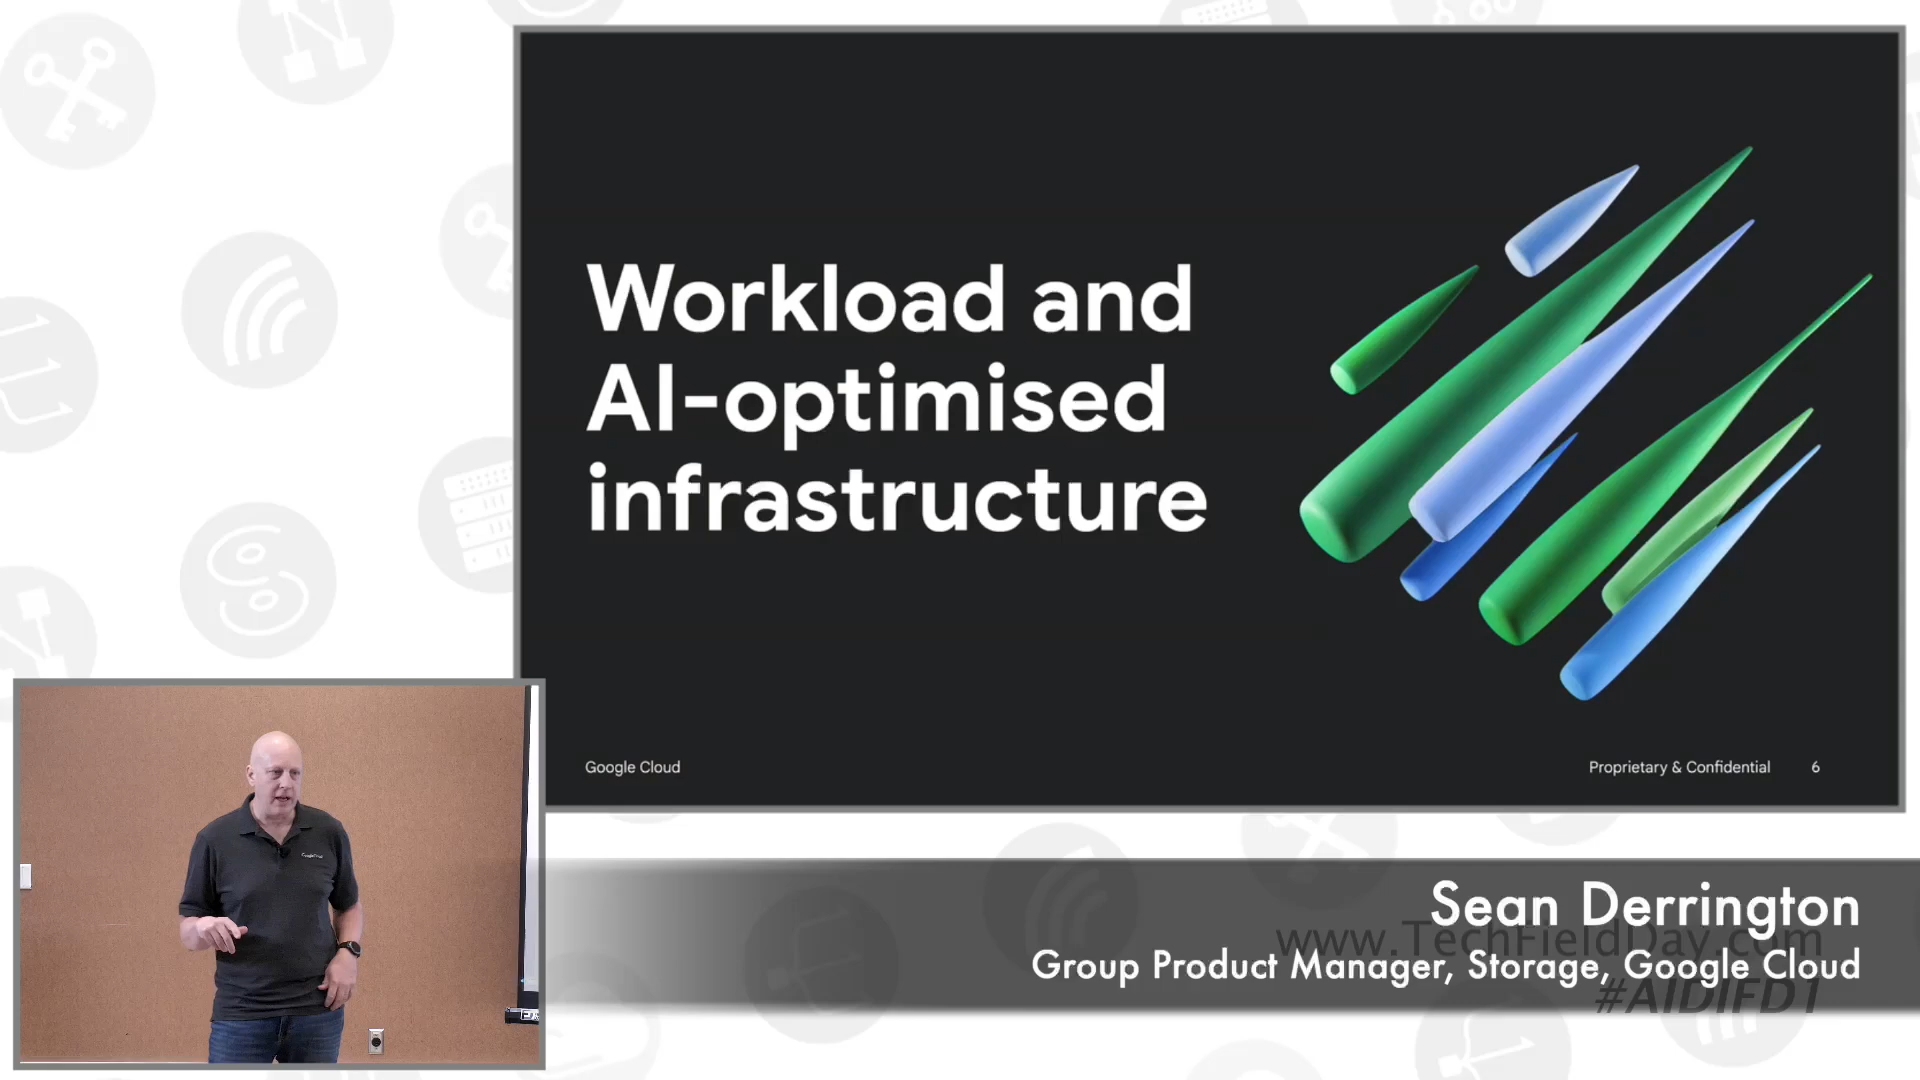 Workload and
AI-optimised
infrastructure
Google Cloud
Proprietary & Confidential
6
Sean Derrington
www.TechFieldDay.com
Group Product Manager, Storage, Google Cloud
#AIDIFD1